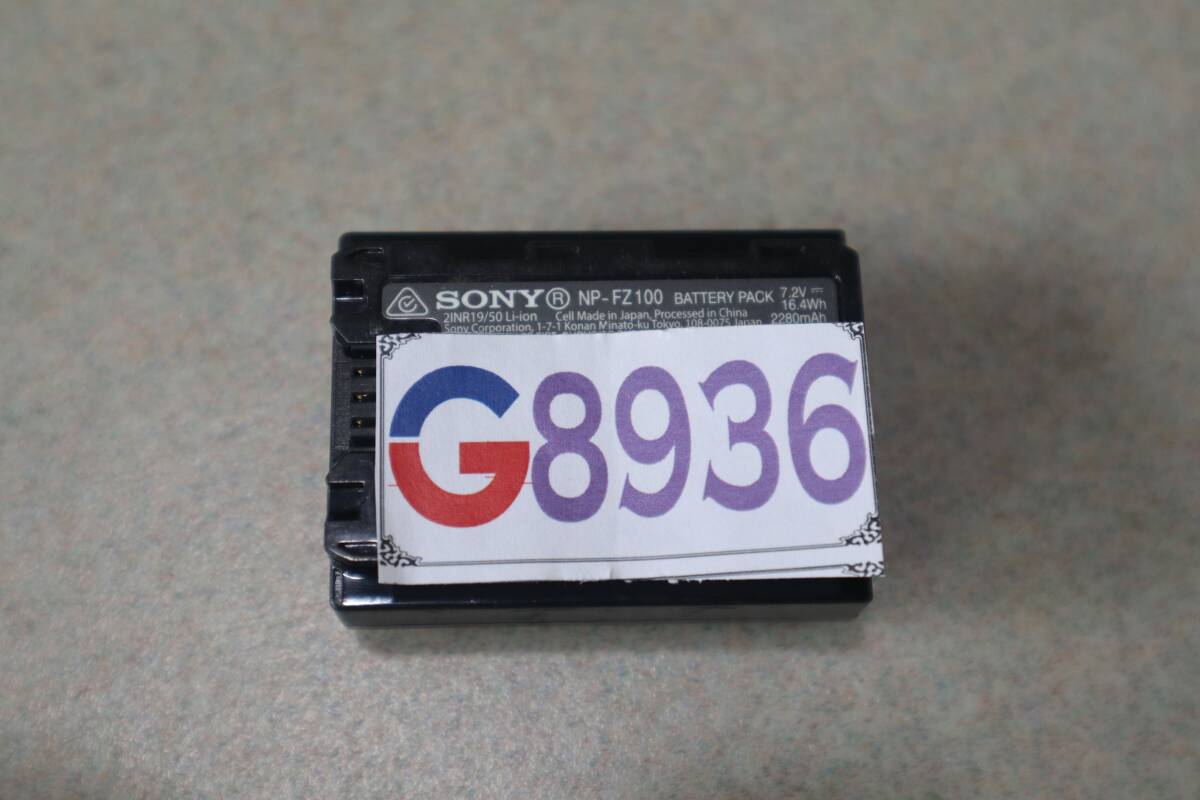 SONY® NP-FZ100 BATTERY PACK 7.2V⎓
16.4Wh
2INR19/50 Li-ion Cell Made in Japan, Processed in China 2280mAh
Sony Corporation, 1-7-1 Konan Minato-ku Tokyo, 108-0075 Japan
G8936